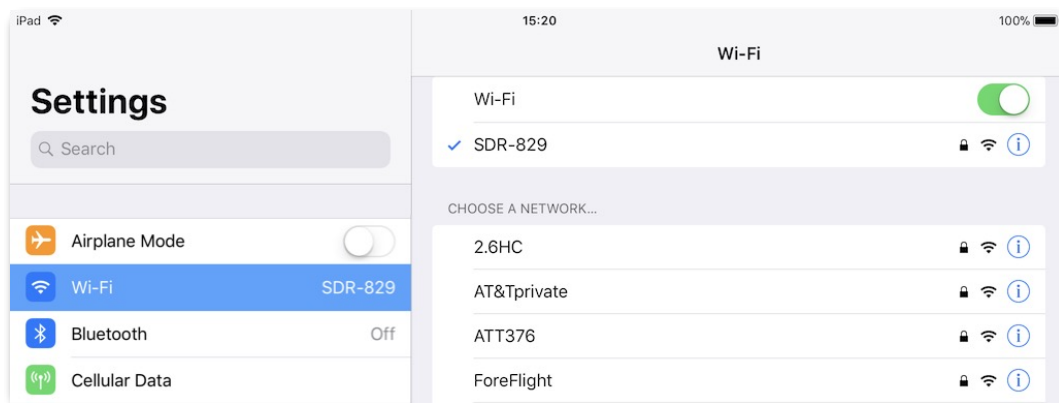 iPad 15:20 100%
Settings
Search
Airplane Mode
Wi-Fi SDR-829
Bluetooth Off
Cellular Data
Wi-Fi
Wi-Fi
SDR-829
CHOOSE A NETWORK...
2.6HC
AT&Tprivate
ATT376
ForeFlight